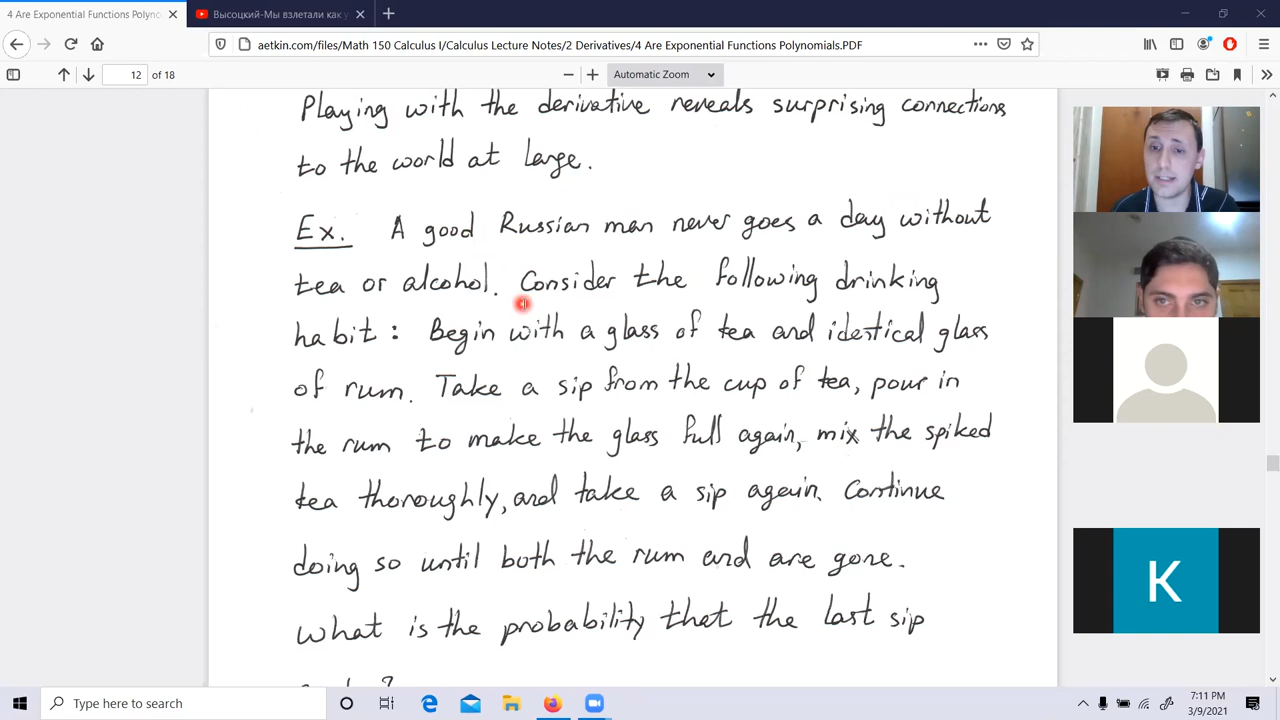 4 Are Exponential Functions Polynom
Высоцкий-Мы взлетали как у
aetkin.com/files/Math 150 Calculus I/Calculus Lecture Notes/2 Derivatives/4 Are Exponential Functions Polynomials.PDF
12 of 18
Automatic Zoom
Playing with the derivative reveals surprising connections
to the world at large.
Ex. A good Russian man never goes a day without
tea or alcohol. Consider the following drinking
habit: Begin with a glass of tea and identical glass
of rum. Take a sip from the cup of tea, pour in
the rum to make the glass full again, mix the spiked
tea thoroughly, and take a sip again. Continue
doing so until both the rum and are gone.
What is the probability that the last sip
K
Type here to search
7:11 PM
3/9/2021